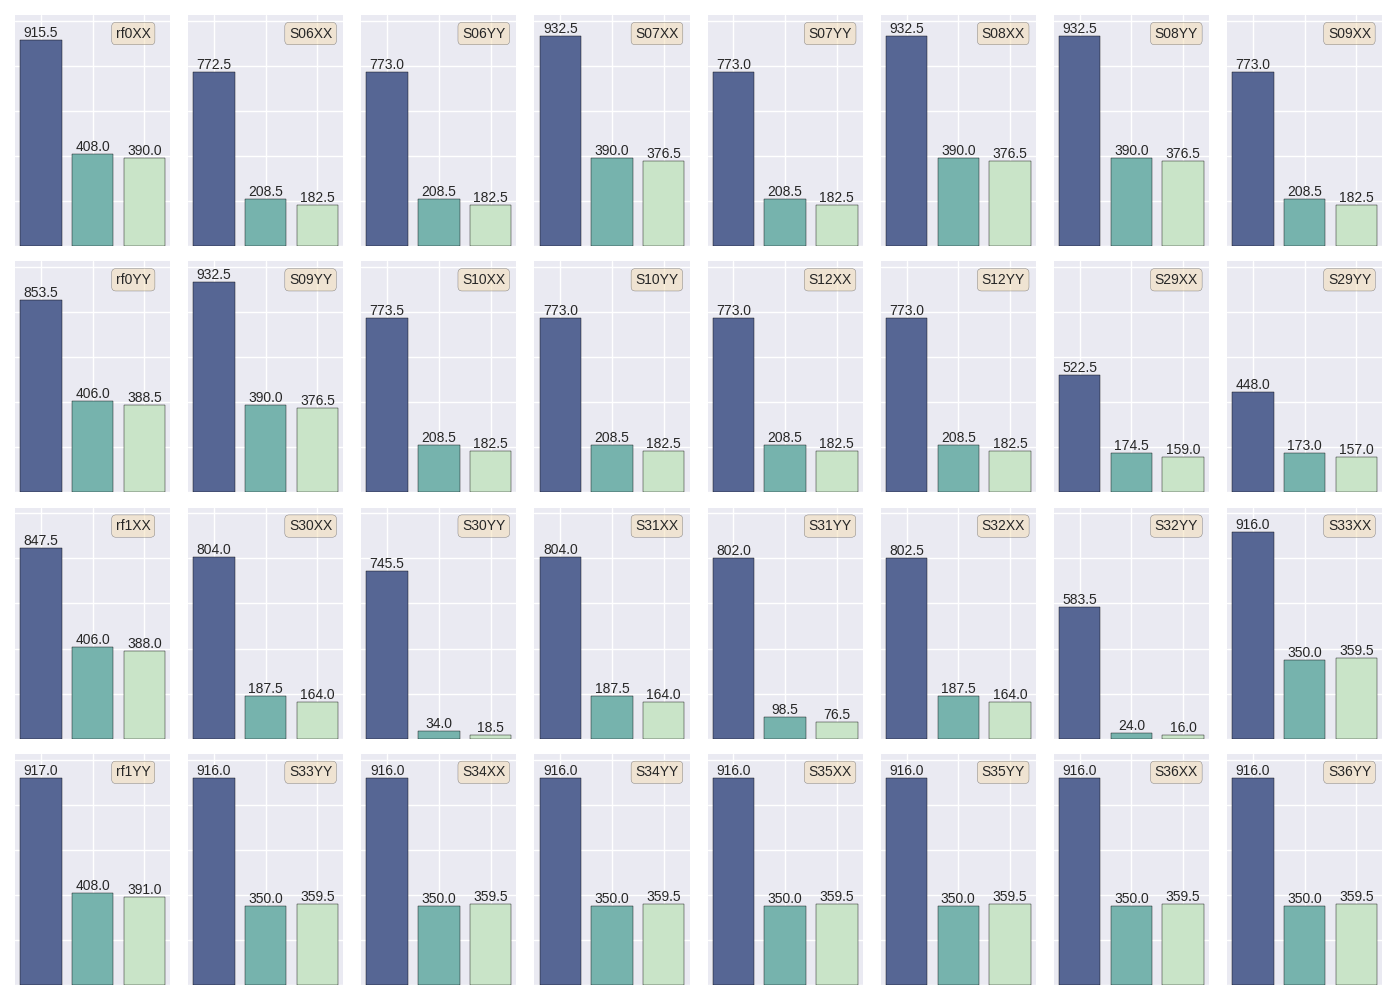 915.5 408.0 390.0 rf0XX
772.5 208.5 182.5 S06XX
773.0 208.5 182.5 S06YY
932.5 390.0 376.5 S07XX
773.0 208.5 182.5 S07YY
932.5 390.0 376.5 S08XX
932.5 390.0 376.5 S08YY
773.0 208.5 182.5 S09XX
853.5 406.0 388.5 rf0YY
932.5 390.0 376.5 S09YY
773.5 208.5 182.5 S10XX
773.0 208.5 182.5 S10YY
773.0 208.5 182.5 S12XX
773.0 208.5 182.5 S12YY
522.5 174.5 159.0 S29XX
448.0 173.0 157.0 S29YY
847.5 406.0 388.0 rf1XX
804.0 187.5 164.0 S30XX
745.5 34.0 18.5 S30YY
804.0 187.5 164.0 S31XX
802.0 98.5 76.5 S31YY
802.5 187.5 164.0 S32XX
583.5 24.0 16.0 S32YY
916.0 350.0 359.5 S33XX
917.0 408.0 391.0 rf1YY
916.0 350.0 359.5 S33YY
916.0 350.0 359.5 S34XX
916.0 350.0 359.5 S34YY
916.0 350.0 359.5 S35XX
916.0 350.0 359.5 S35YY
916.0 350.0 359.5 S36XX
916.0 350.0 359.5 S36YY